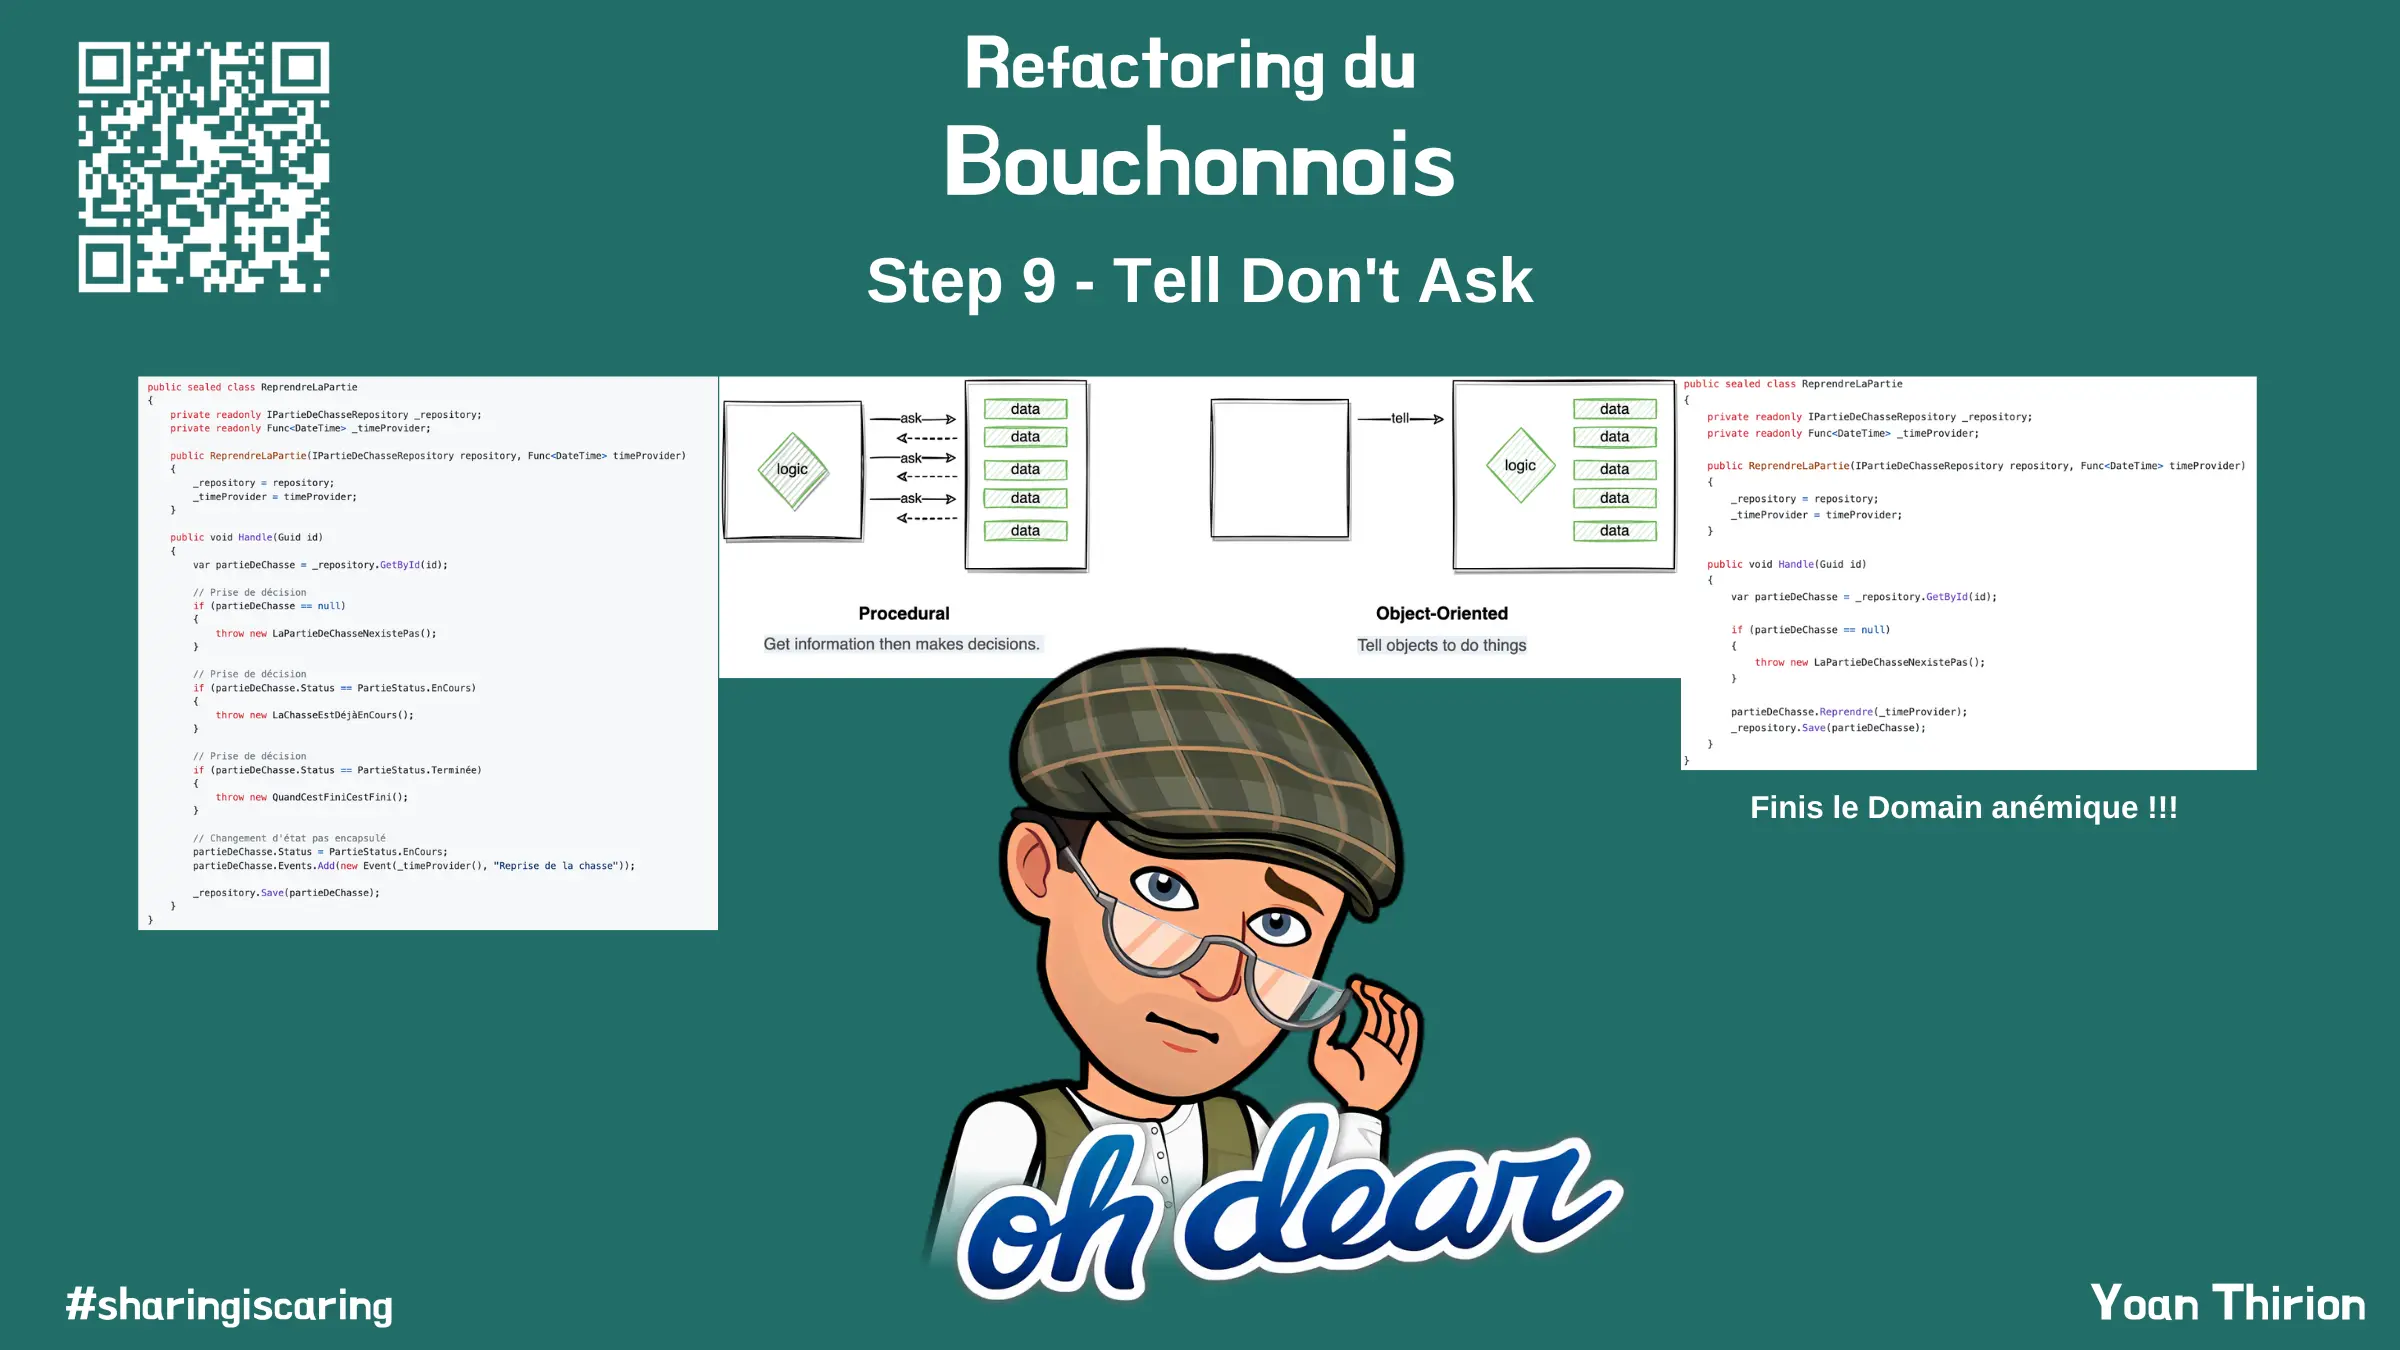 Refactoring du
Bouchonnois
Step 9 - Tell Don't Ask
public sealed class ReprendreLaPartie
{
private readonly IPartieDeChasseRepository _repository;
private readonly Func<DateTime> _timeProvider;
public ReprendreLaPartie(IPartieDeChasseRepository repository, Func<DateTime> timeProvider)
{
_repository = repository;
_timeProvider = timeProvider;
}
public void Handle(Guid id)
{
var partieDeChasse = _repository.GetById(id);
// Prise de décision
if (partieDeChasse == null)
{
throw new LaPartieDeChasseNexistePas();
}
// Prise de décision
if (partieDeChasse.Status == PartieStatus.EnCours)
{
throw new LaChasseEstDéjàEnCours();
}
// Prise de décision
if (partieDeChasse.Status == PartieStatus.Terminée)
{
throw new QuandCestFiniCestFini();
}
// Changement d'état pas encapsulé
partieDeChasse.Status = PartieStatus.EnCours;
partieDeChasse.Events.Add(new Event(_timeProvider(), "Reprise de la chasse"));
_repository.Save(partieDeChasse);
}
}
logic
ask
ask
ask
data
data
data
data
data
Procedural
Get information then makes decisions.
tell
logic
data
data
data
data
data
Object-Oriented
Tell objects to do things
public sealed class ReprendreLaPartie
{
private readonly IPartieDeChasseRepository _repository;
private readonly Func<DateTime> _timeProvider;
public ReprendreLaPartie(IPartieDeChasseRepository repository, Func<DateTime> timeProvider)
{
_repository = repository;
_timeProvider = timeProvider;
}
public void Handle(Guid id)
{
var partieDeChasse = _repository.GetById(id);
if (partieDeChasse == null)
{
throw new LaPartieDeChasseNexistePas();
}
partieDeChasse.Reprendre(_timeProvider);
_repository.Save(partieDeChasse);
}
}
Finis le Domain anémique !!!
oh dear
#sharingiscaring
Yoan Thirion